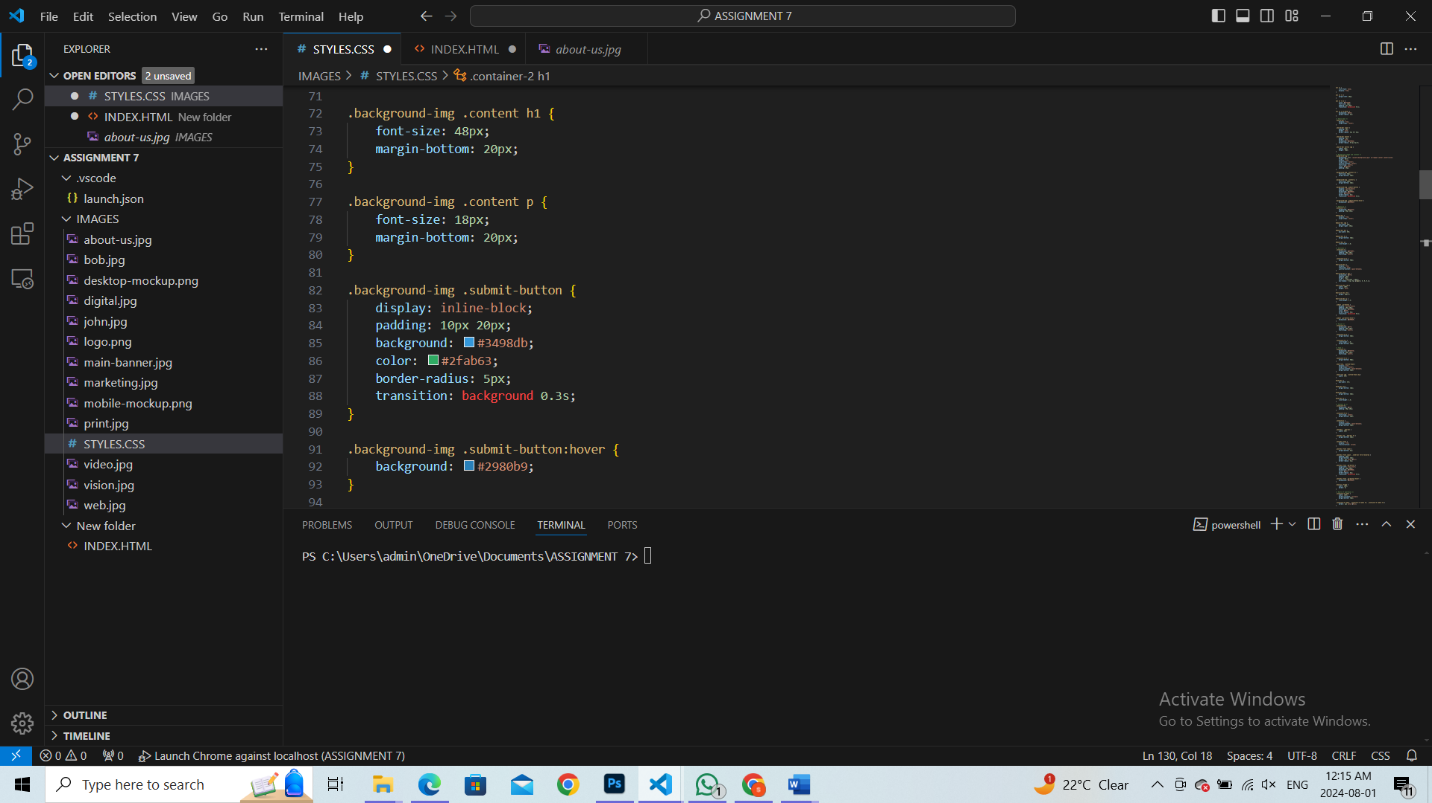 File Edit Selection View Go Run Terminal Help
ASSIGNMENT 7
EXPLORER
OPEN EDITORS 2 unsaved
STYLES.CSS IMAGES
INDEX.HTML New folder
about-us.jpg IMAGES
ASSIGNMENT 7
.vscode
launch.json
IMAGES
about-us.jpg
bob.jpg
desktop-mockup.png
digital.jpg
john.jpg
logo.png
main-banner.jpg
marketing.jpg
mobile-mockup.png
print.jpg
STYLES.CSS
video.jpg
vision.jpg
web.jpg
New folder
INDEX.HTML
OUTLINE
TIMELINE
2
STYLES.CSS INDEX.HTML about-us.jpg
IMAGES > # STYLES.CSS > .container-2 h1
71
72 .background-img .content h1 {
73 font-size: 48px;
74 margin-bottom: 20px;
75 }
76
77 .background-img .content p {
78 font-size: 18px;
79 margin-bottom: 20px;
80 }
81
82 .background-img .submit-button {
83 display: inline-block;
84 padding: 10px 20px;
85 background: #3498db;
86 color: #2fab63;
87 border-radius: 5px;
88 transition: background 0.3s;
89 }
90
91 .background-img .submit-button:hover {
92 background: #2980b9;
93 }
94
PROBLEMS OUTPUT DEBUG CONSOLE TERMINAL PORTS
powershell
PS C:\Users\admin\OneDrive\Documents\ASSIGNMENT 7>
Activate Windows
Go to Settings to activate Windows.
0 0 0 Launch Chrome against localhost (ASSIGNMENT 7)
Ln 130, Col 18 Spaces: 4 UTF-8 CRLF CSS
Type here to search
Ps
1
1
22°C Clear
ENG
12:15 AM
2024-08-01
11